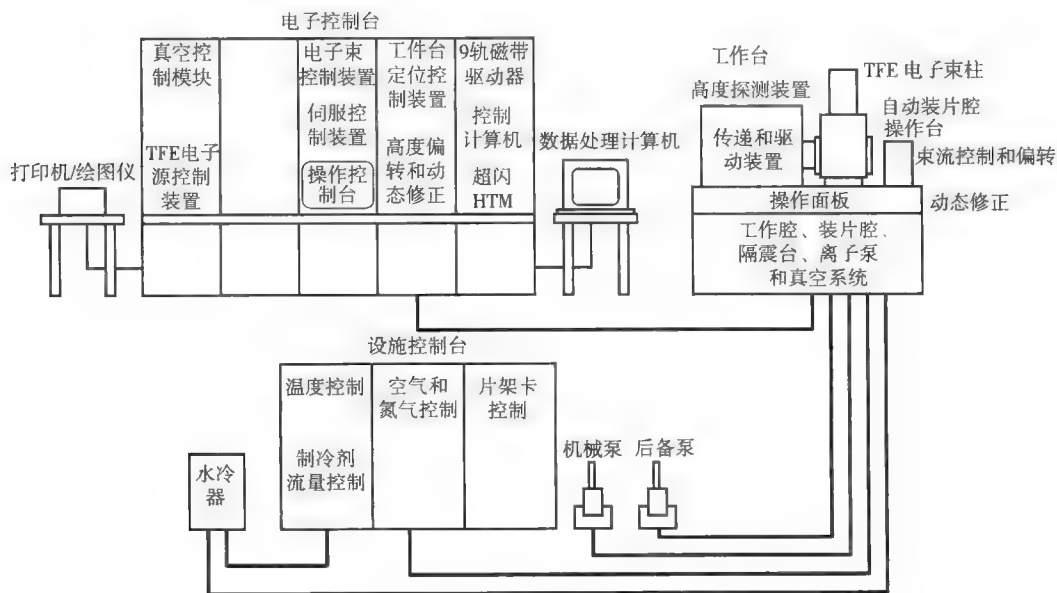 电子控制台
真空控
制模块
TFE电子
源控制
装置
电子束
控制装置
伺服控
制装置
操作控
制台
工件台
定位控
制装置
高度偏
转和动
态修正
9轨磁带
驱动器
控制
计算机
超闪
HTM
打印机/绘图仪
数据处理计算机
工作台
高度探测装置
传递和驱
动装置
TFE 电子束柱
自动装片腔
操作台
束流控制和偏转
操作面板
动态修正
工作腔、装片腔、
隔震台、离子泵
和真空系统
设施控制台
温度控制
制冷剂
流量控制
空气和
氮气控制
片架卡
控制
水冷
器
机械泵
后备泵